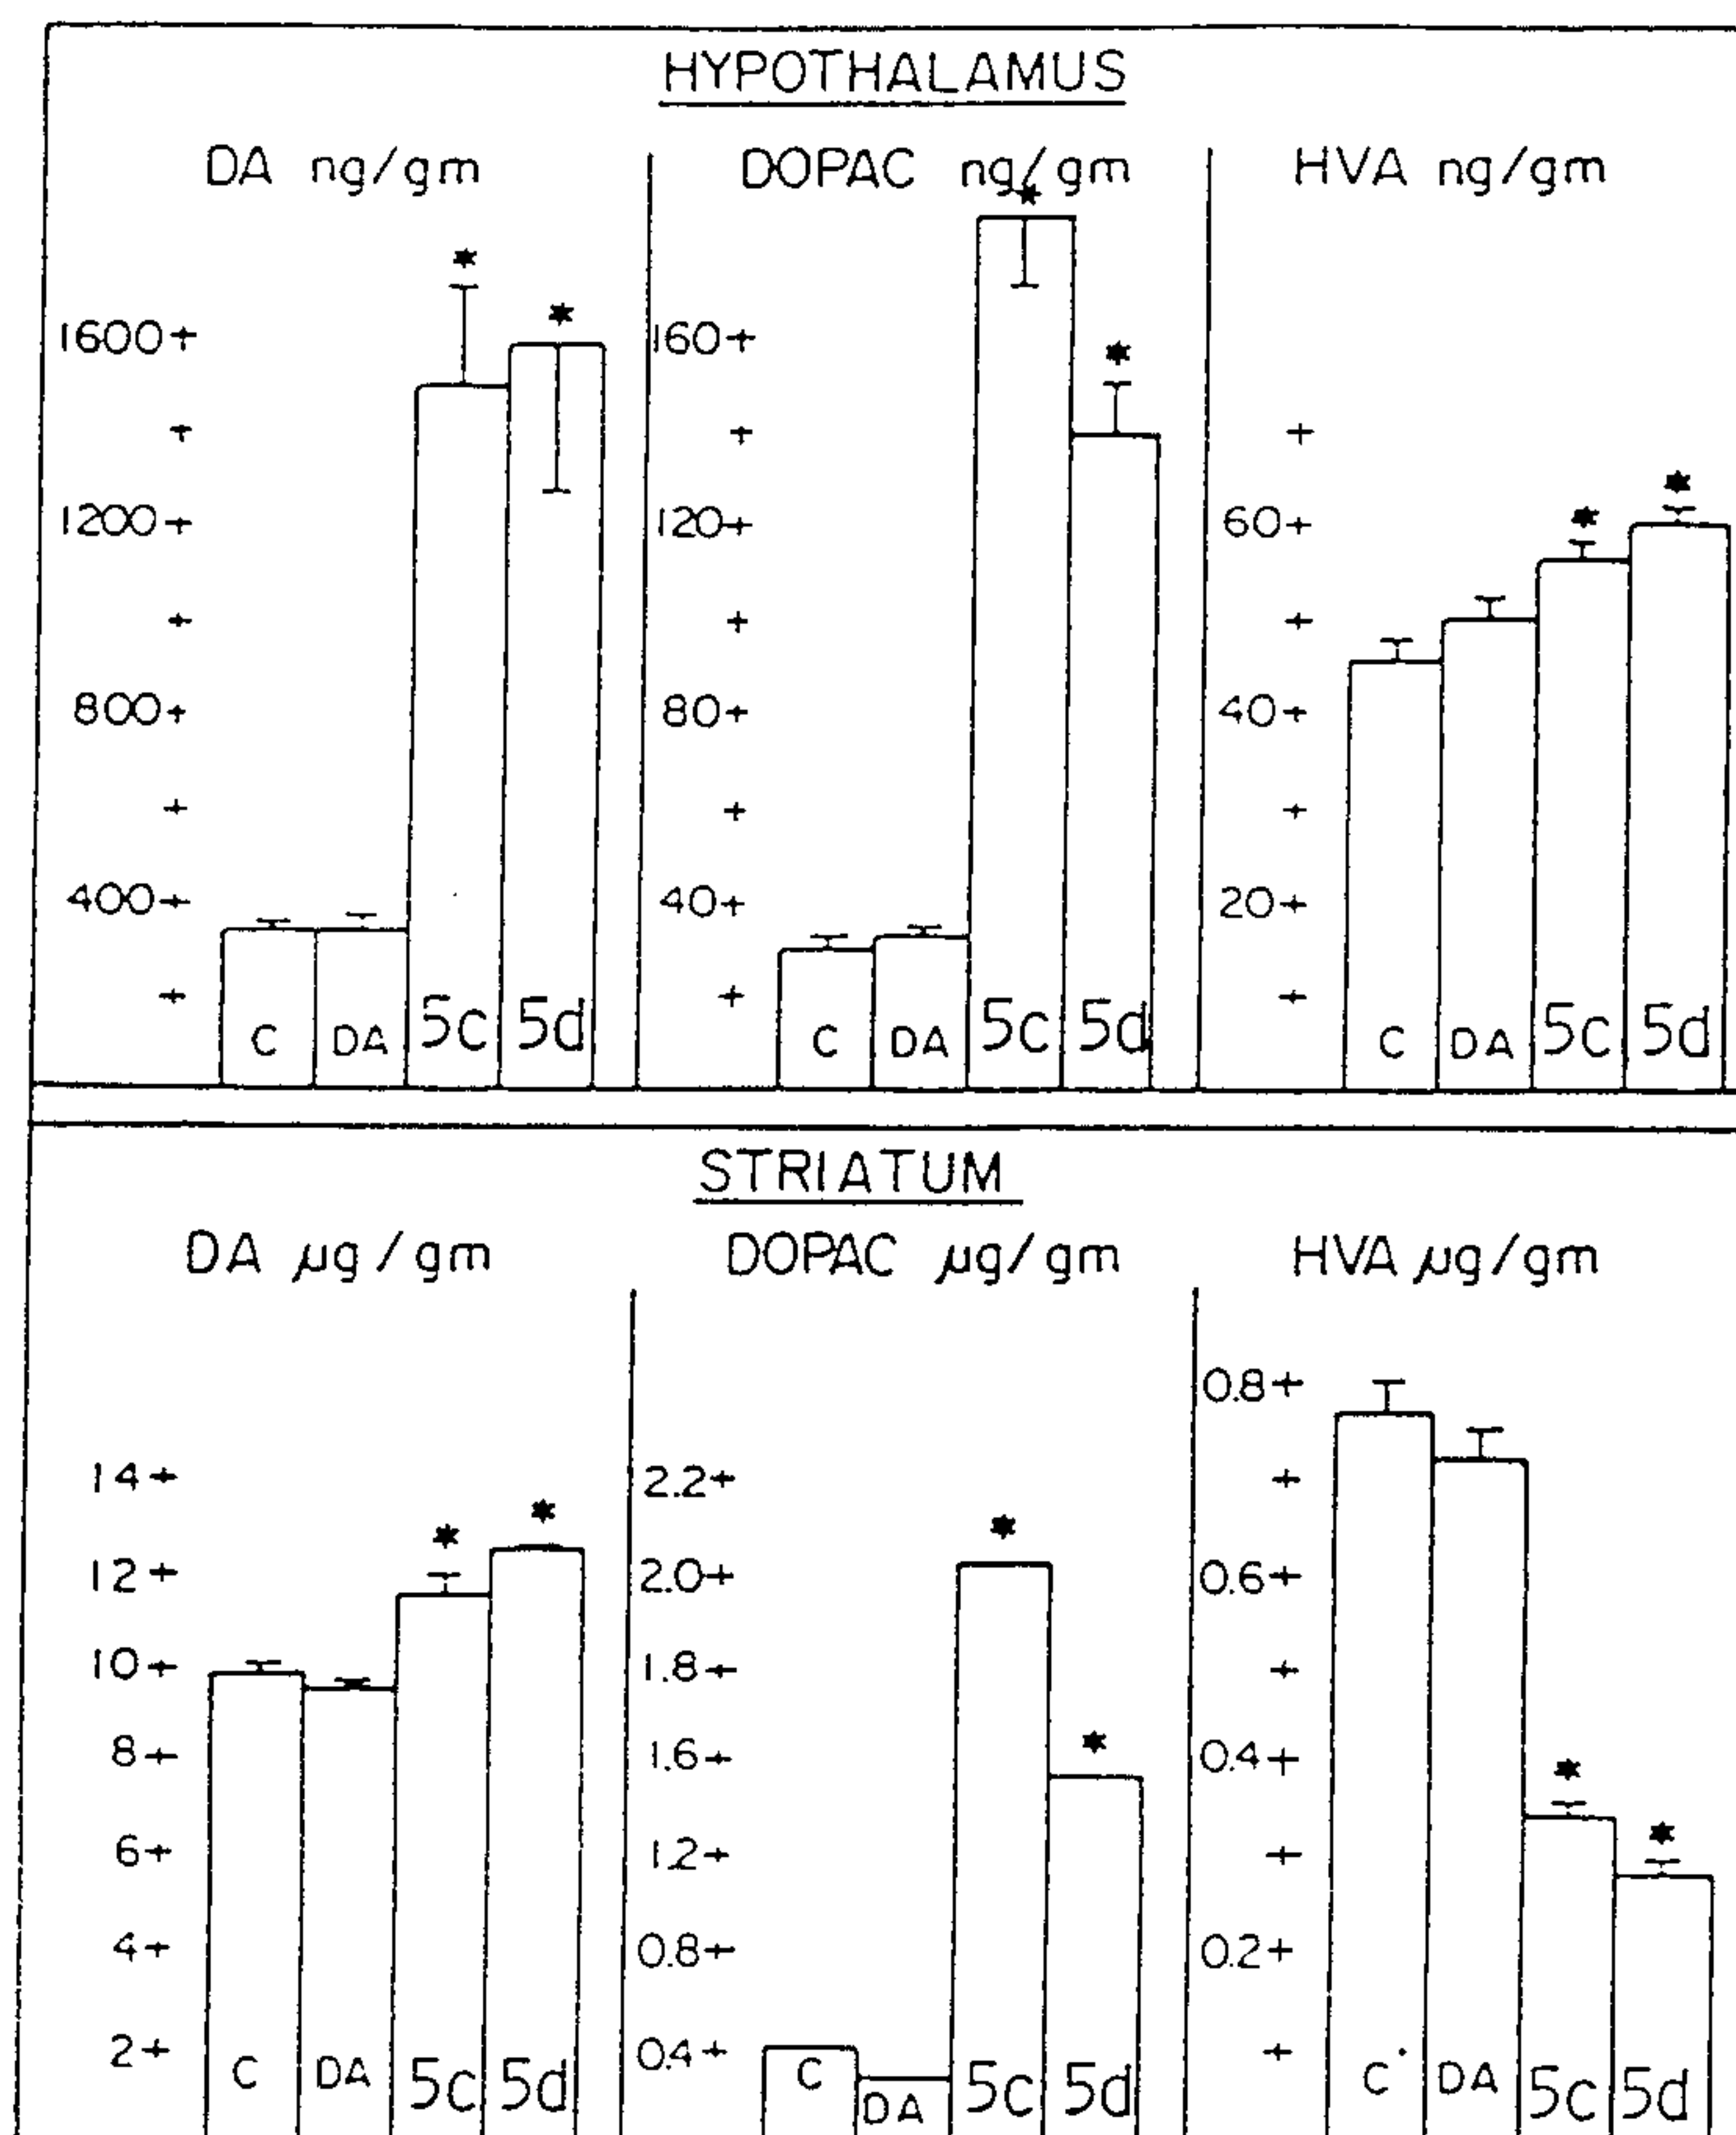 HYPOTHALAMUS
DA ng/gm DOPAC ng/gm HVA ng/gm
* * * * * *
1600+ 160+
+ + +
1200+ 120+ 60+
+ + +
800+ 80+ 40+
+ + +
400+ 40+ 20+
+ + +
C DA 5c 5d C DA 5c 5d C DA 5c 5d
STRIATUM
DA µg/gm DOPAC µg/gm HVA µg/gm
* * * * * *
0.8+
14+ 2.2+ +
12+ 2.0+ 0.6+
10+ 1.8+ +
8+ 1.6+ 0.4+
6+ 1.2+ +
4+ 0.8+ 0.2+
2+ 0.4+ +
C DA 5c 5d C DA 5c 5d C DA 5c 5d